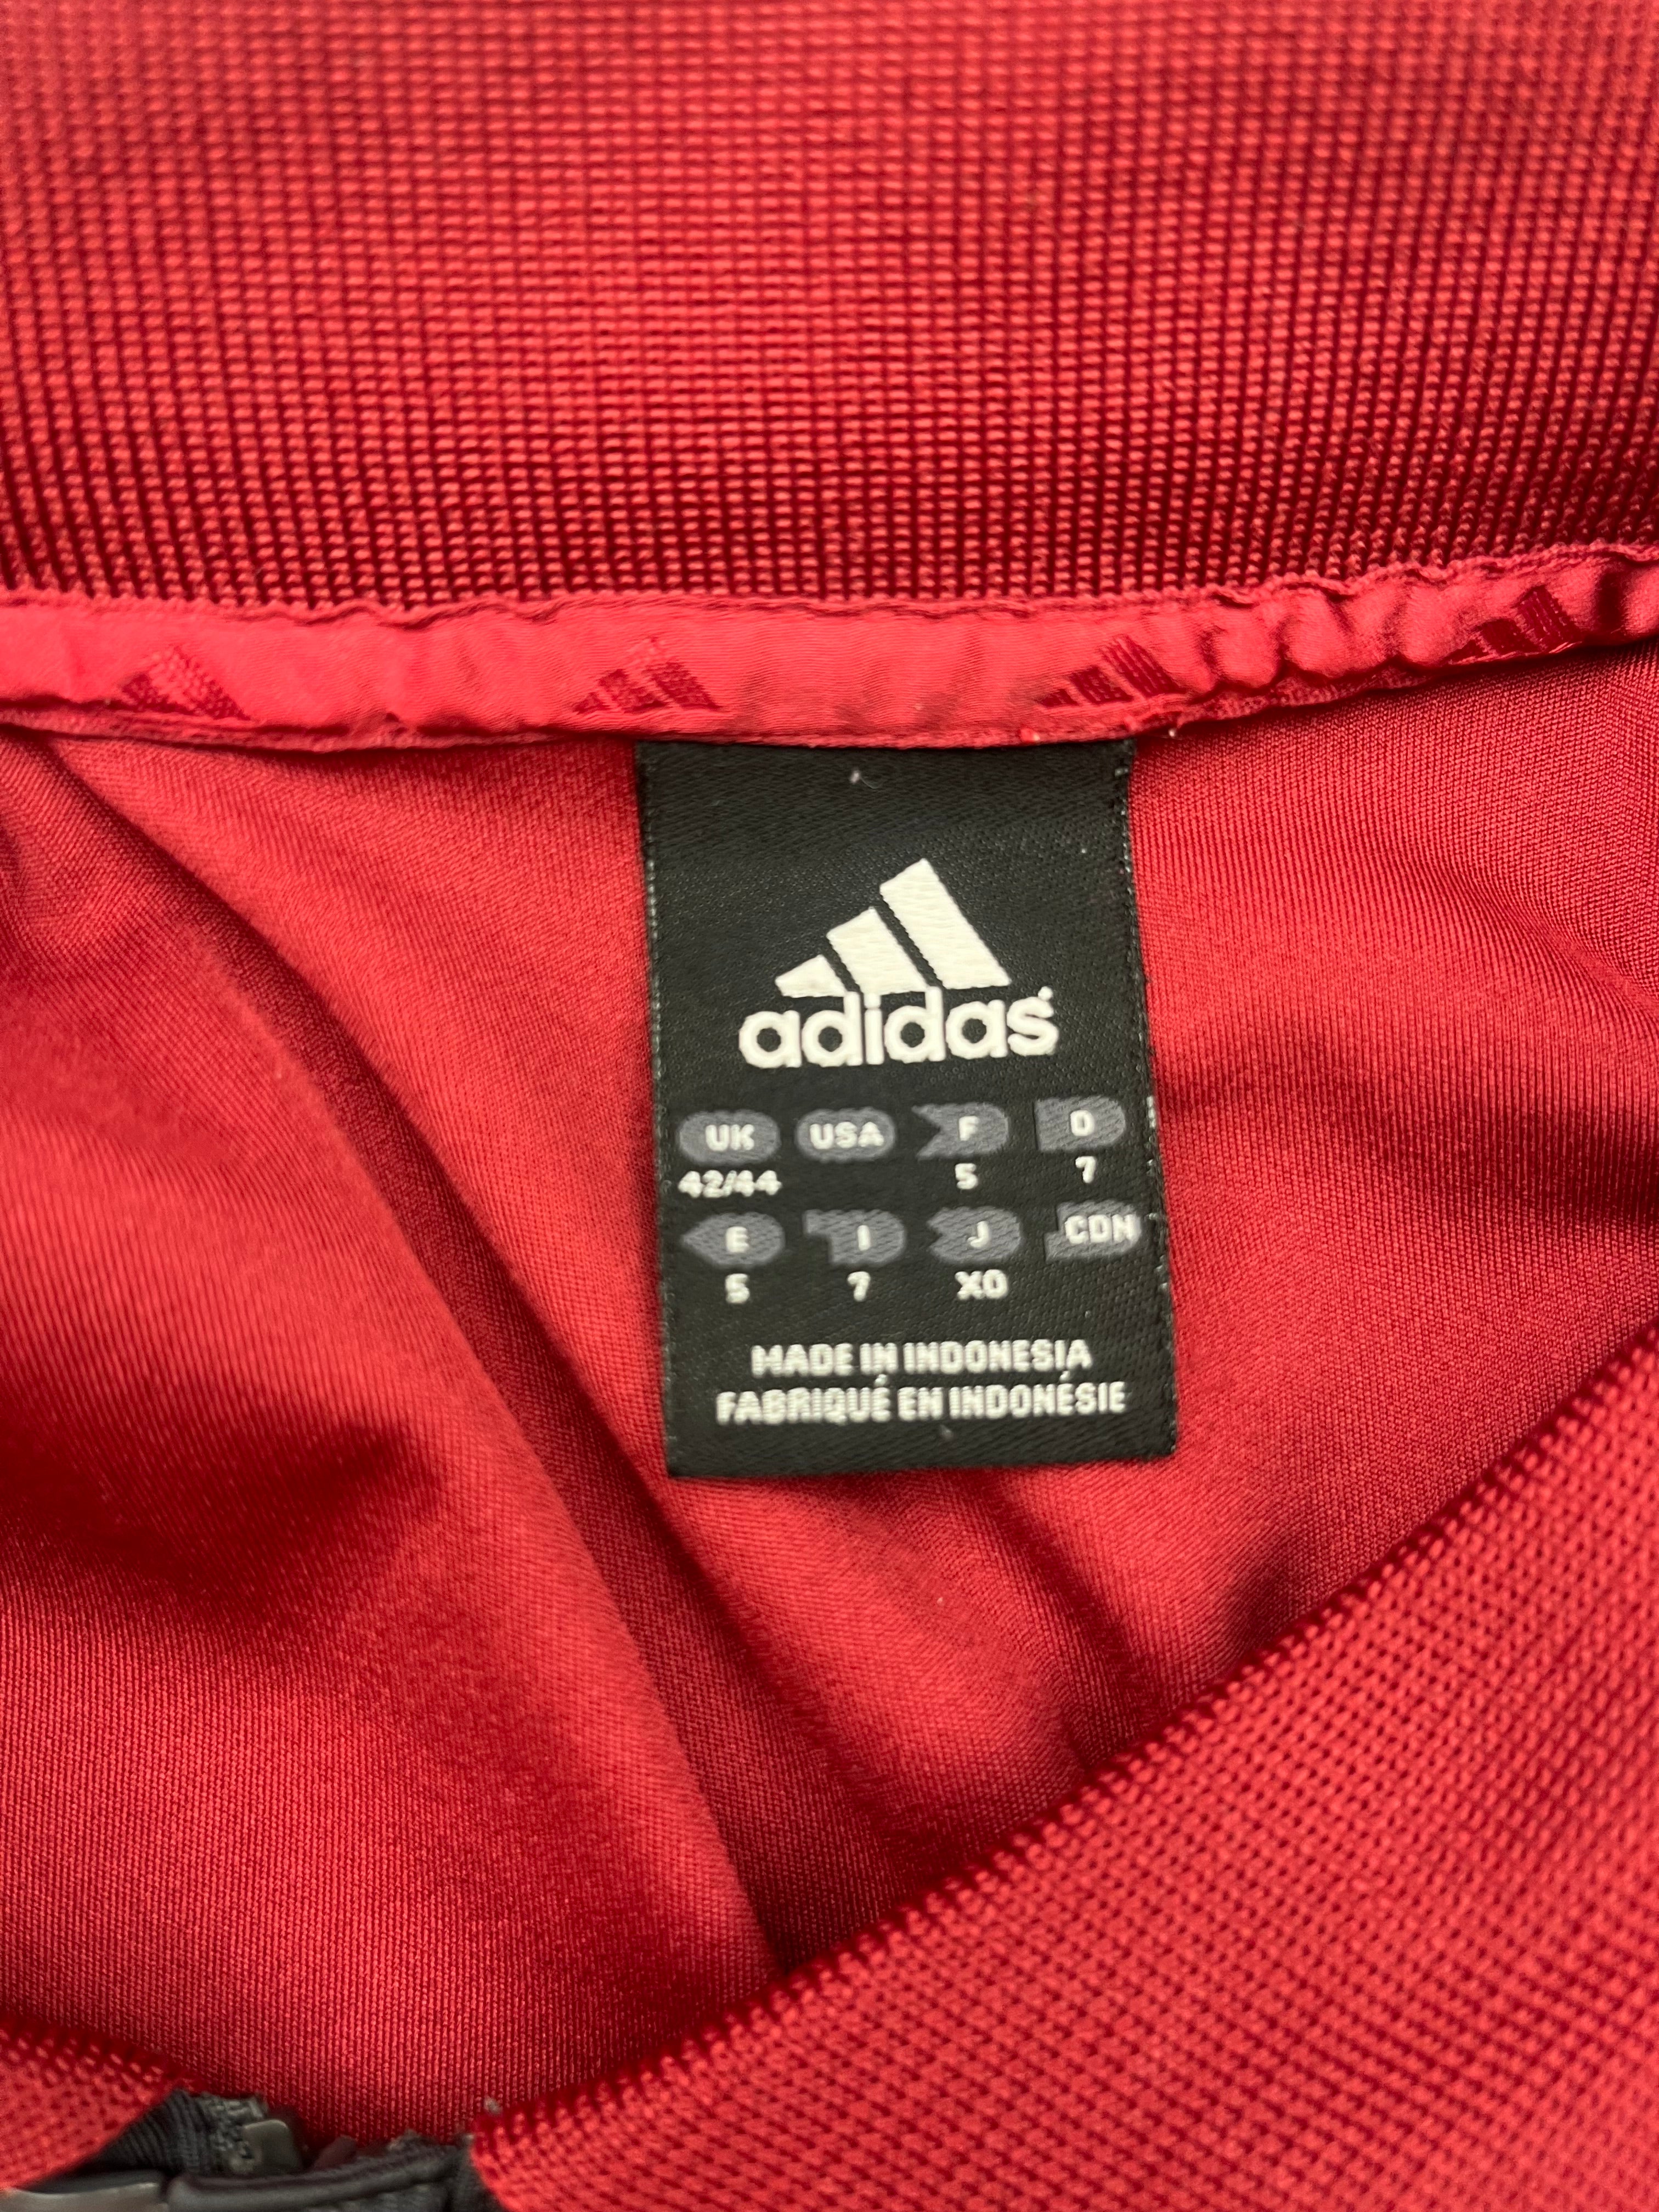 adidas
UK USA F D
42/44 5 7
E I J CDN
5 7 XO
MADE IN INDONESIA
FABRIQUÉ EN INDONÉSIE